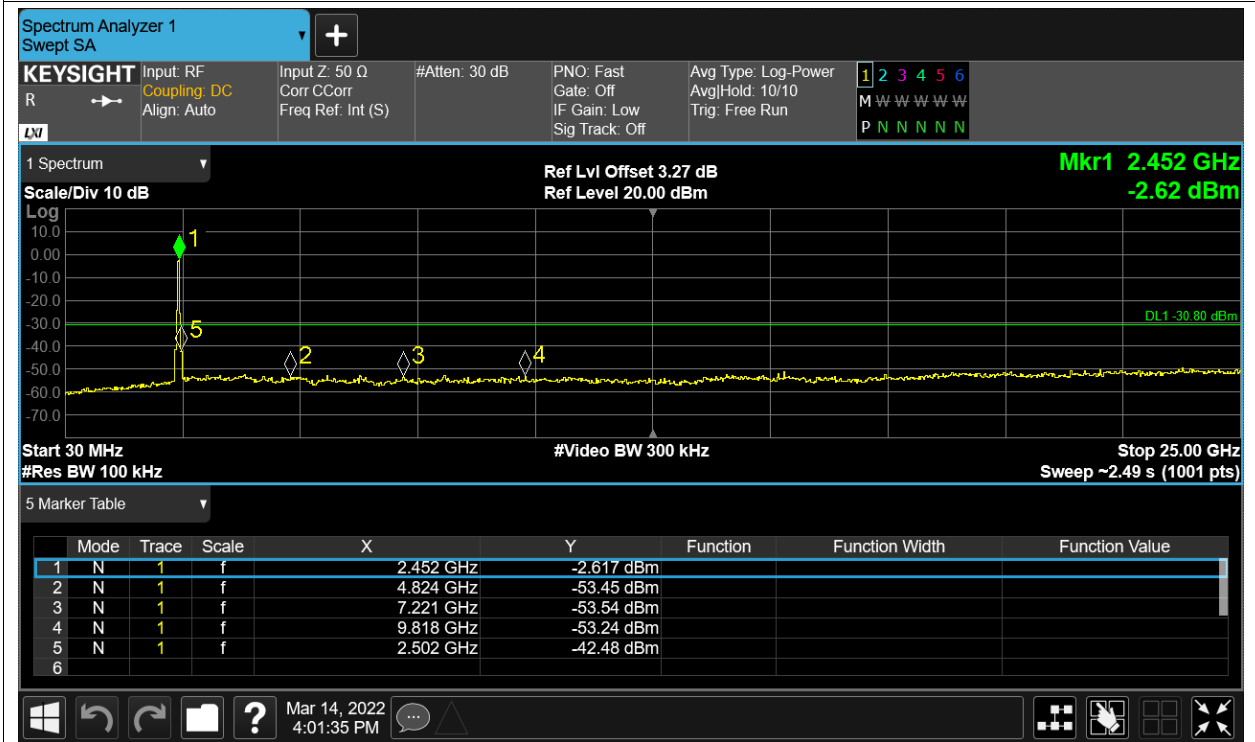 Spectrum Analyzer 1
Swept SA
+
KEYSIGHT Input: RF Input Z: 50 Ω #Atten: 30 dB PNO: Fast Avg Type: Log-Power 1 2 3 4 5 6
R Coupling: DC Corr CCorr Gate: Off Avg|Hold: 10/10 M W W W W W
Align: Auto Freq Ref: Int (S) IF Gain: Low Trig: Free Run
LXI Sig Track: Off P N N N N N
1 Spectrum Ref Lvl Offset 3.27 dB Mkr1 2.452 GHz
Scale/Div 10 dB Ref Level 20.00 dBm -2.62 dBm
Log
10.0
1
0.00
-10.0
-20.0
-30.0 DL1 -30.80 dBm
5
-40.0
2 3 4
-50.0
-60.0
-70.0
Start 30 MHz #Video BW 300 kHz Stop 25.00 GHz
#Res BW 100 kHz Sweep ~2.49 s (1001 pts)
5 Marker Table
Mode Trace Scale X Y Function Function Width Function Value
1 N 1 f 2.452 GHz -2.617 dBm
2 N 1 f 4.824 GHz -53.45 dBm
3 N 1 f 7.221 GHz -53.54 dBm
4 N 1 f 9.818 GHz -53.24 dBm
5 N 1 f 2.502 GHz -42.48 dBm
6
? Mar 14, 2022
4:01:35 PM